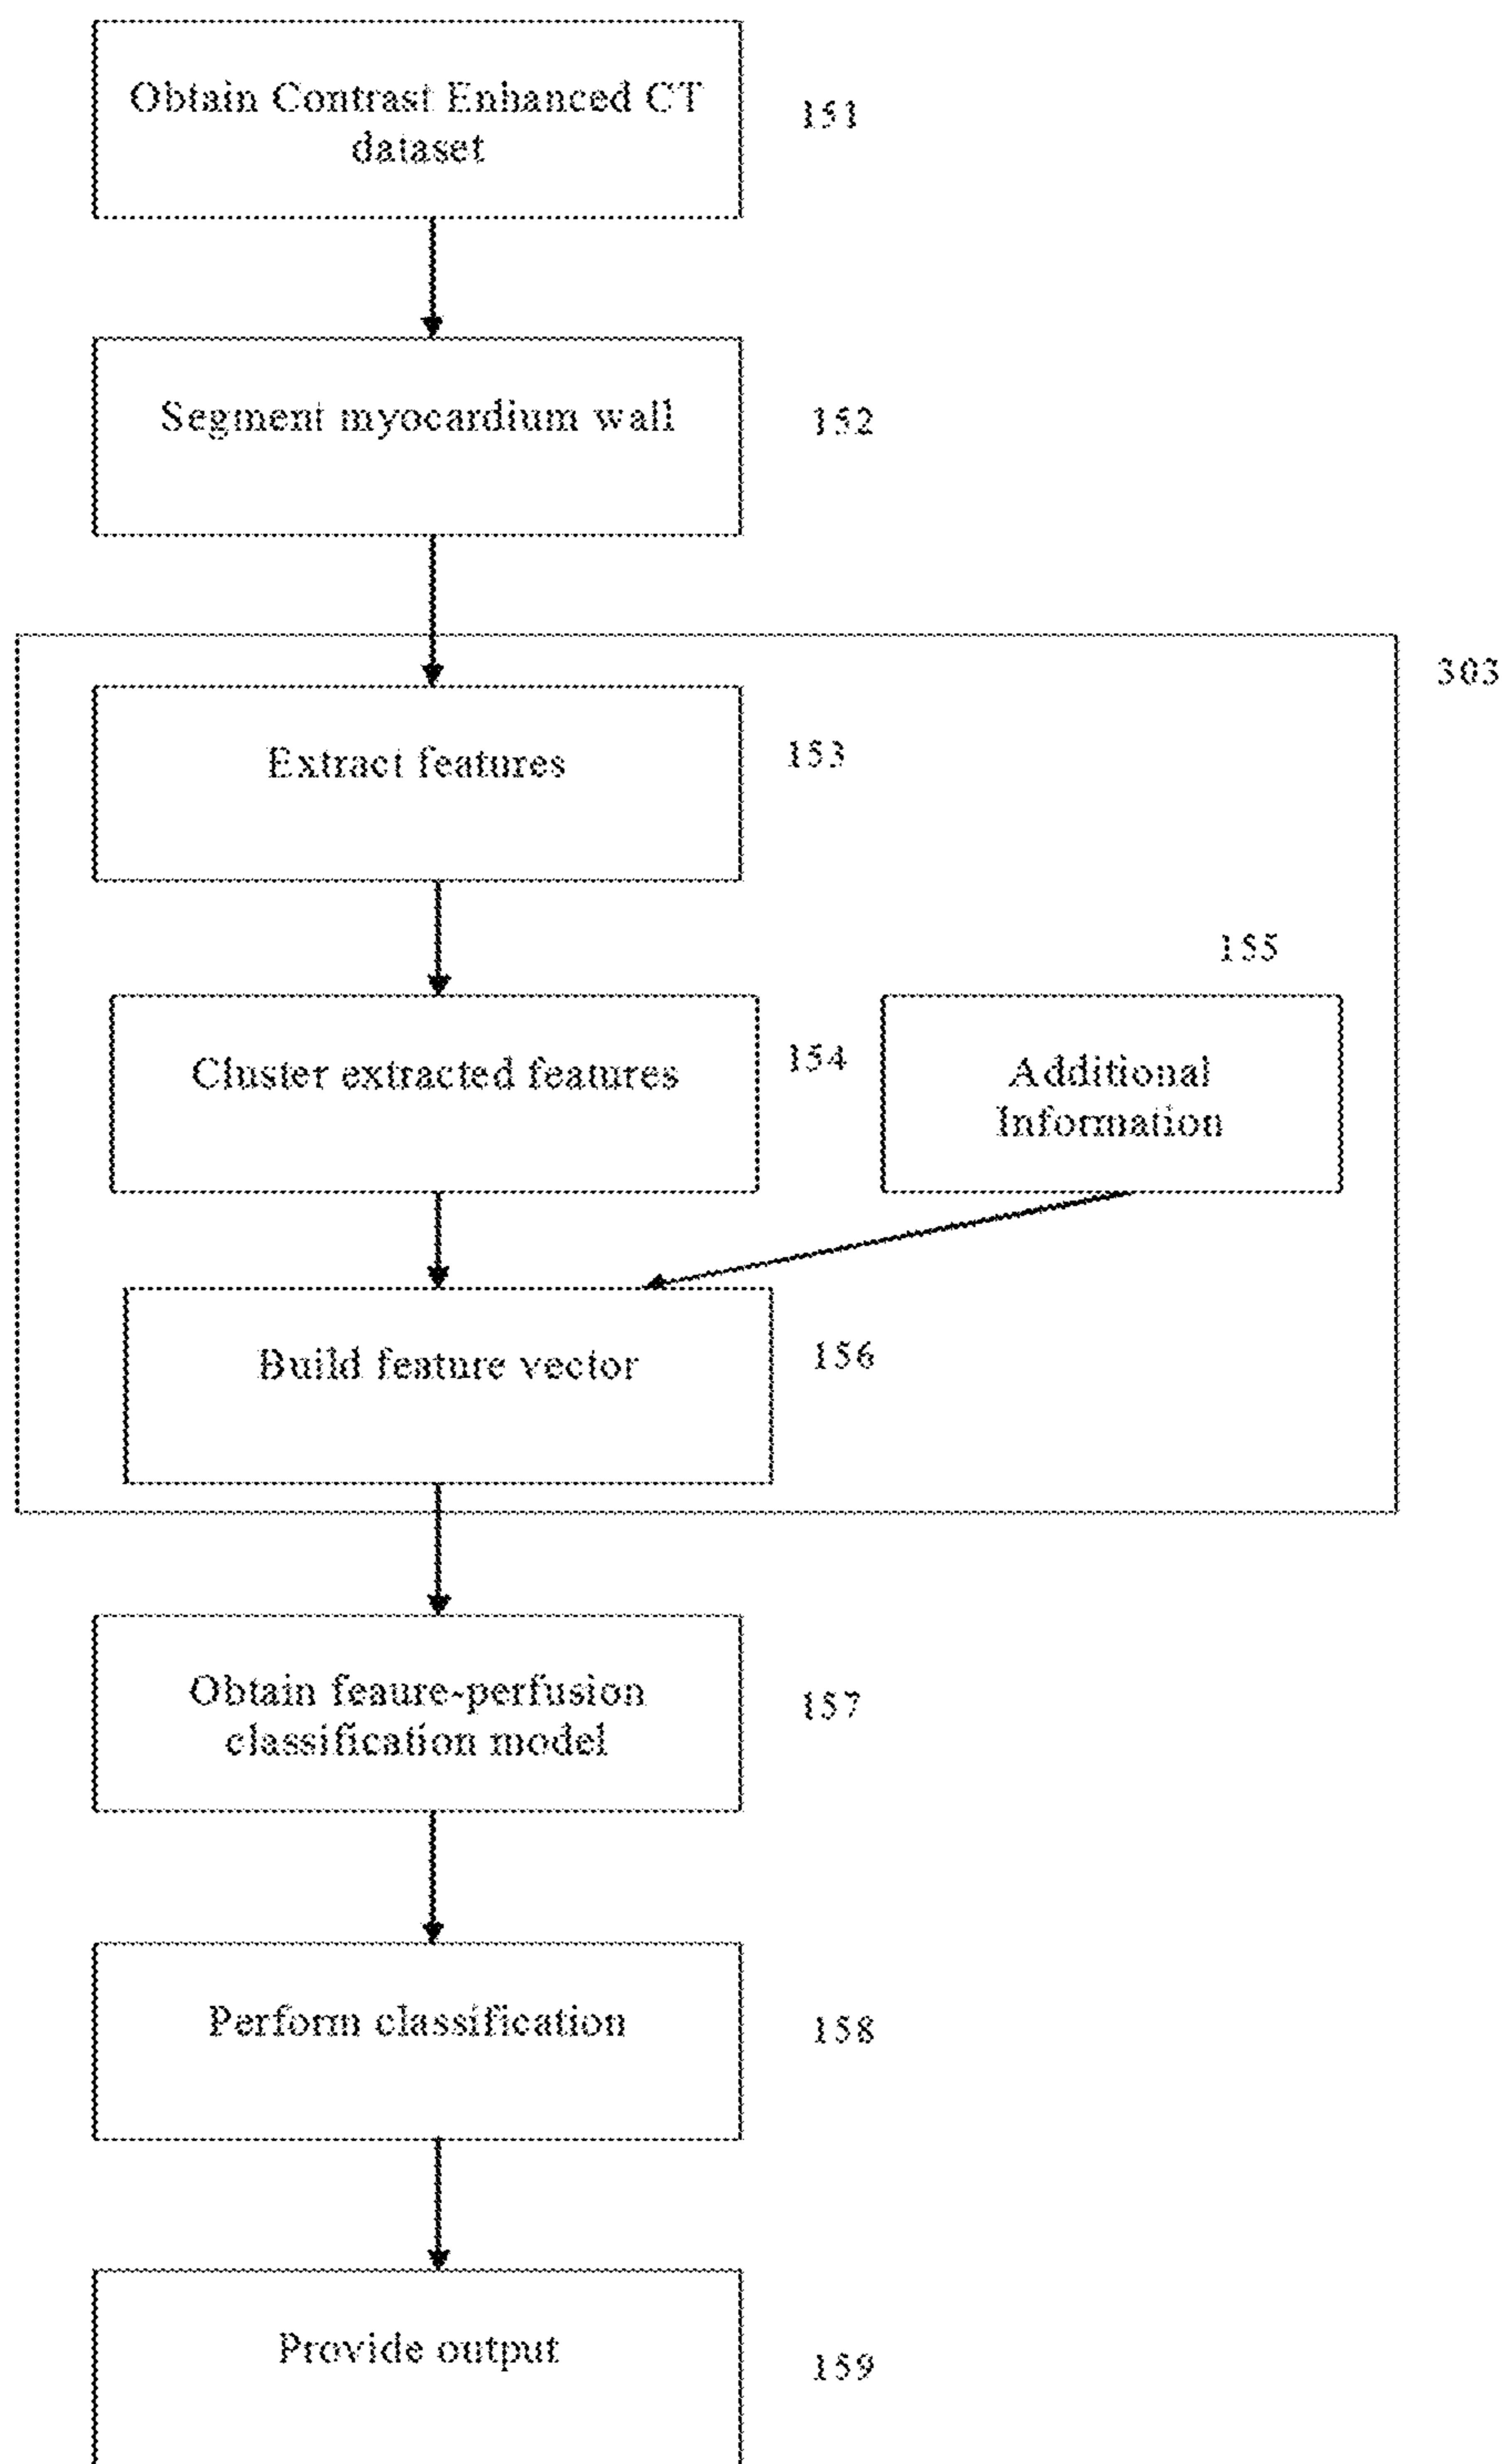 Obtain Contrast Enhanced CT
dataset
151
Segment myocardium wall
152
303
Extract features
153
155
Cluster extracted features
154
Additional
Information
Build feature vector
156
Obtain feaure-perfusion
classification model
157
Perform classification
158
Provide output
159